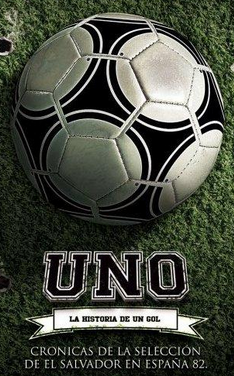 UNO
LA HISTORIA DE UN GOL
CRONICAS DE LA SELECCIÓN
DE EL SALVADOR EN ESPAÑA 82.